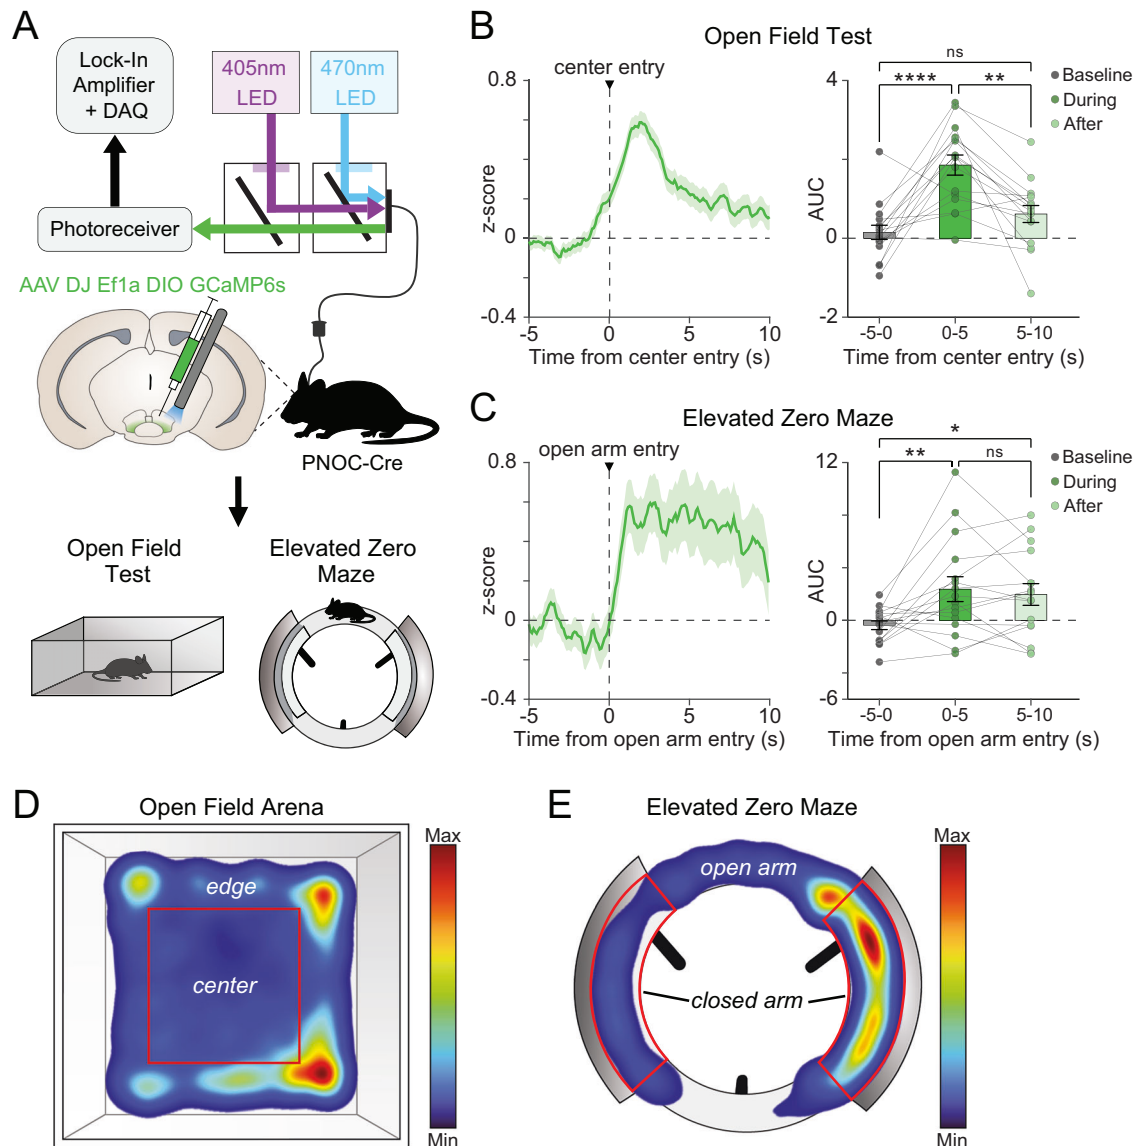 A
Lock-In
Amplifier
+ DAQ
405nm
LED
470nm
LED
Photoreceiver
AAV DJ Ef1a DIO GCaMP6s
PNOC-Cre
Open Field
Test
Elevated Zero
Maze
B
Open Field Test
center entry
0.8
0
-0.4
z-score
-5
0
5
10
Time from center entry (s)
ns
****
**
Baseline
During
After
4
0
-2
AUC
-5-0
0-5
5-10
Time from center entry (s)
C
Elevated Zero Maze
open arm entry
0.8
0
-0.4
z-score
-5
0
5
10
Time from open arm entry (s)
*
**
ns
Baseline
During
After
12
0
-6
AUC
-5-0
0-5
5-10
Time from open arm entry (s)
D
Open Field Arena
edge
center
Max
Min
E
Elevated Zero Maze
open arm
closed arm
Max
Min